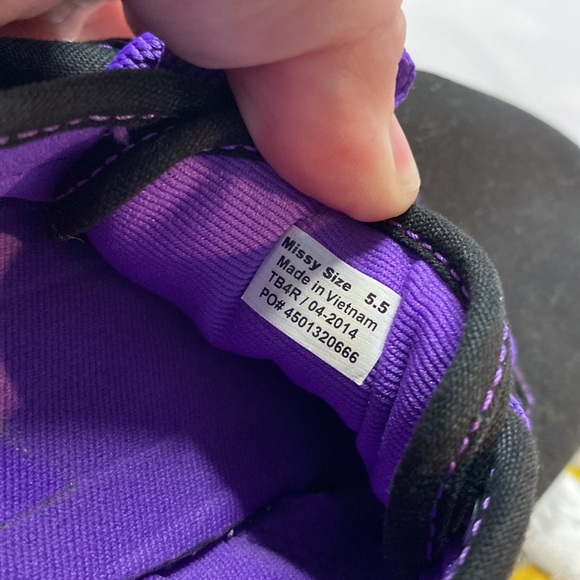 Missy Size 5.5
Made in Vietnam
TB4R / 04-2014
PO# 4501320666